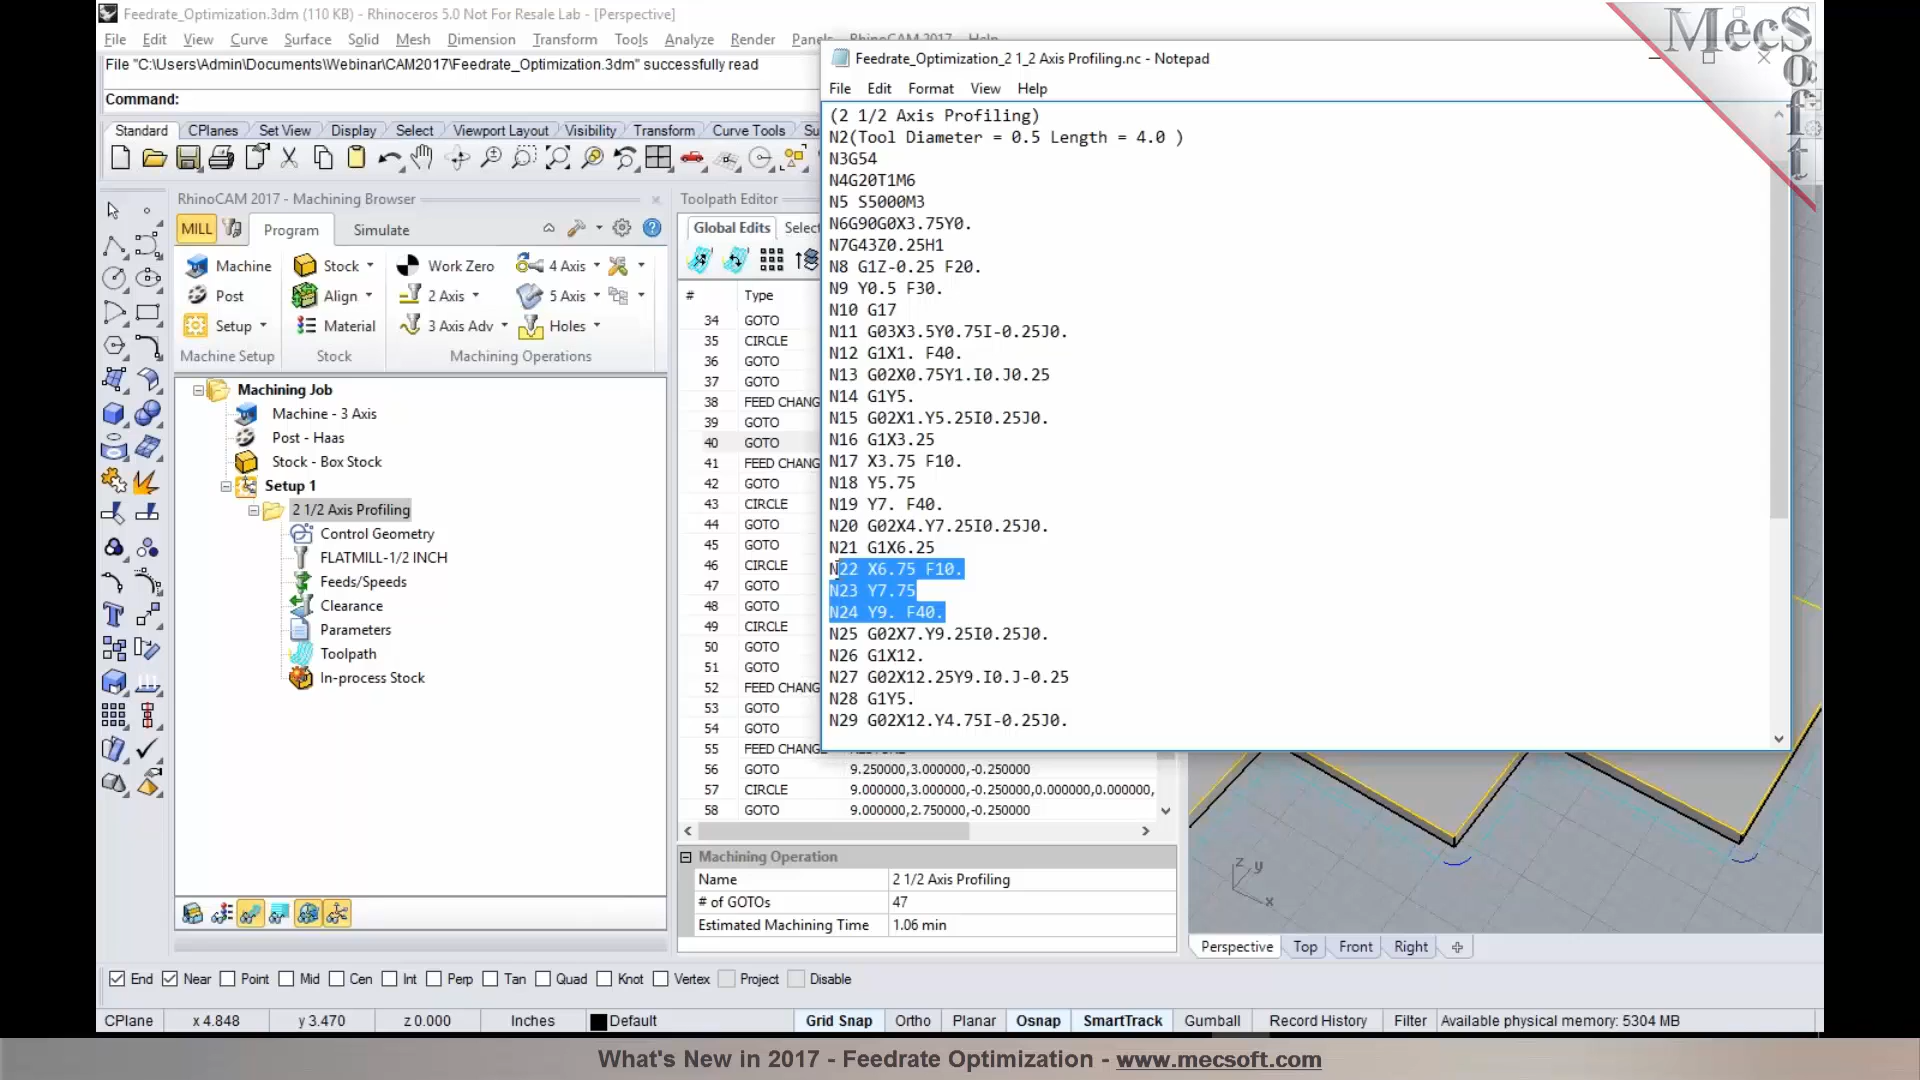 Feedrate_Optimization.3dm (110 KB) - Rhinoceros 5.0 Not For Resale Lab - [Perspective]
File Edit View Curve Surface Solid Mesh Dimension Transform Tools Analyze Render Panels RhinoCAM 2017 Help
File "C:\Users\Admin\Documents\Webinar\CAM2017\Feedrate_Optimization.3dm" successfully read
Command:
Standard CPlanes Set View Display Select Viewport Layout Visibility Transform Curve Tools Su
RhinoCAM 2017 - Machining Browser
MILL Program Simulate
Machine Stock Work Zero 4 Axis
Post Align 2 Axis 5 Axis
Setup Material 3 Axis Adv Holes
Machine Setup Stock Machining Operations
Machining Job
Machine - 3 Axis
Post - Haas
Stock - Box Stock
Setup 1
2 1/2 Axis Profiling
Control Geometry
FLATMILL-1/2 INCH
Feeds/Speeds
Clearance
Parameters
Toolpath
In-process Stock
Toolpath Editor
Global Edits Select
# Type
34 GOTO
35 CIRCLE
36 GOTO
37 GOTO
38 FEED CHANG
39 GOTO
40 GOTO
41 FEED CHANG
42 GOTO
43 CIRCLE
44 GOTO
45 GOTO
46 CIRCLE
47 GOTO
48 GOTO
49 CIRCLE
50 GOTO
51 GOTO
52 FEED CHANG
53 GOTO
54 GOTO
55 FEED CHANGE
56 GOTO 9.250000,3.000000,-0.250000
57 CIRCLE 9.000000,3.000000,-0.250000,0.000000,0.000000,
58 GOTO 9.000000,2.750000,-0.250000
Machining Operation
Name 2 1/2 Axis Profiling
# of GOTOs 47
Estimated Machining Time 1.06 min
Feedrate_Optimization_2 1_2 Axis Profiling.nc - Notepad
File Edit Format View Help
(2 1/2 Axis Profiling)
N2(Tool Diameter = 0.5 Length = 4.0 )
N3G54
N4G20T1M6
N5 S5000M3
N6G90G0X3.75Y0.
N7G43Z0.25H1
N8 G1Z-0.25 F20.
N9 Y0.5 F30.
N10 G17
N11 G03X3.5Y0.75I-0.25J0.
N12 G1X1. F40.
N13 G02X0.75Y1.I0.J0.25
N14 G1Y5.
N15 G02X1.Y5.25I0.25J0.
N16 G1X3.25
N17 X3.75 F10.
N18 Y5.75
N19 Y7. F40.
N20 G02X4.Y7.25I0.25J0.
N21 G1X6.25
N22 X6.75 F10.
N23 Y7.75
N24 Y9. F40.
N25 G02X7.Y9.25I0.25J0.
N26 G1X12.
N27 G02X12.25Y9.I0.J-0.25
N28 G1Y5.
N29 G02X12.Y4.75I-0.25J0.
MecSoft
z y x
Perspective Top Front Right
End Near Point Mid Cen Int Perp Tan Quad Knot Vertex Project Disable
CPlane x 4.848 y 3.470 z 0.000 Inches Default Grid Snap Ortho Planar Osnap SmartTrack Gumball Record History Filter Available physical memory: 5304 MB
What's New in 2017 - Feedrate Optimization - www.mecsoft.com